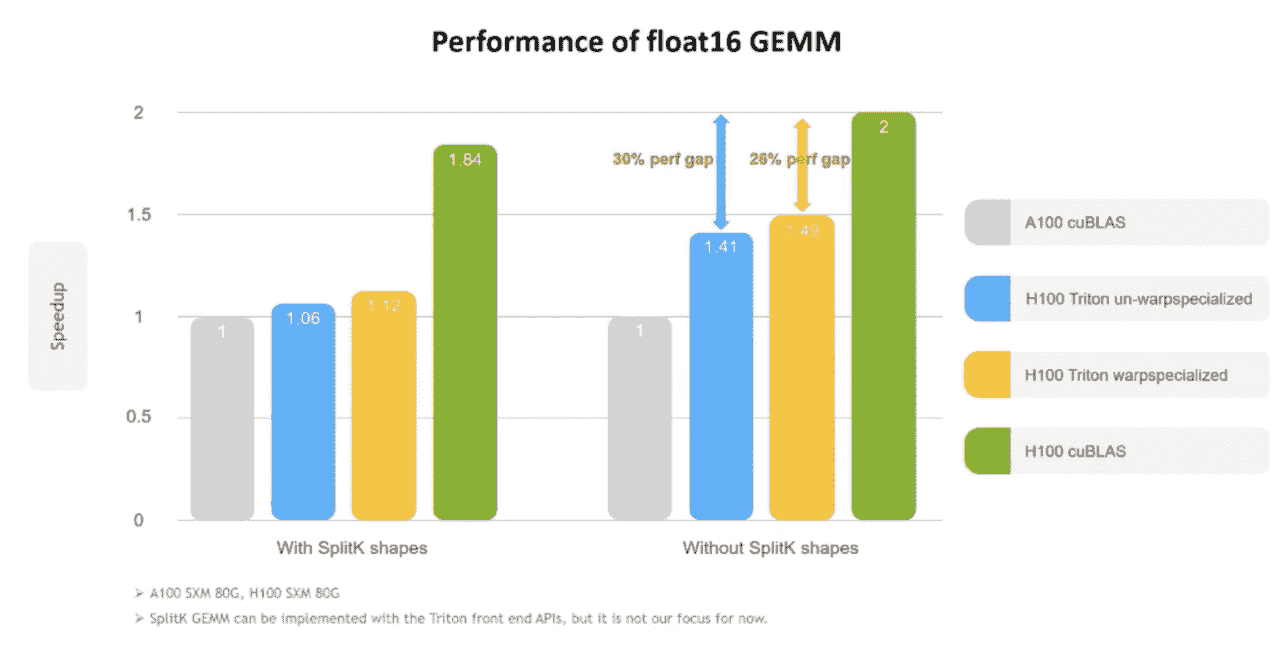 Performance of float16 GEMM
2
1.5
1
0.5
0
Speedup
1
1.06
1.12
1.84
1
1.41
1.49
2
30% perf gap
26% perf gap
With SplitK shapes
Without SplitK shapes
A100 cuBLAS
H100 Triton un-warpspecialized
H100 Triton warpspecialized
H100 cuBLAS
➢ A100 SXM 80G, H100 SXM 80G
➢ SplitK GEMM can be implemented with the Triton front end APIs, but it is not our focus for now.